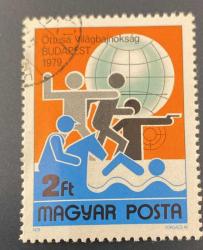 Öttusa Világbajnokság
BUDAPEST
1979
2Ft
MAGYAR POSTA